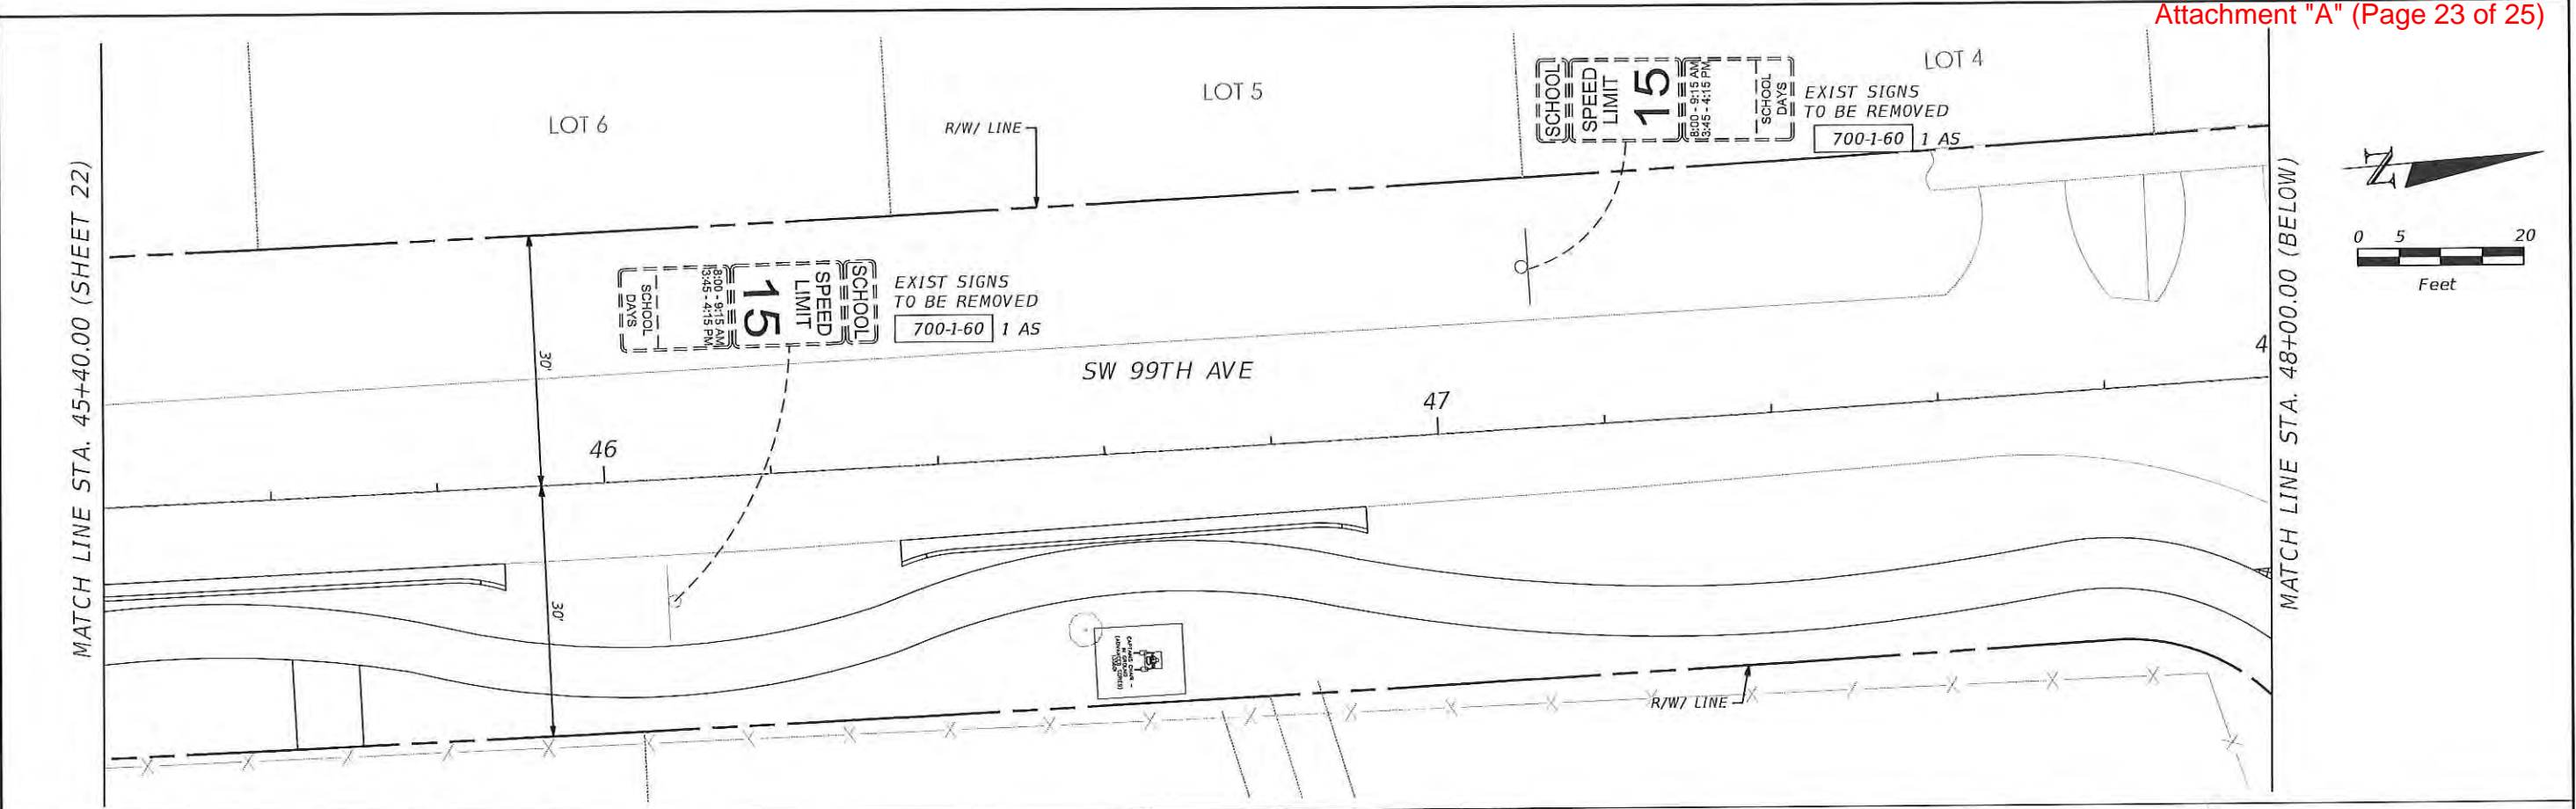 Attachment "A" (Page 23 of 25)
MATCH LINE STA. 45+40.00 (SHEET 22)
LOT 6
LOT 5
LOT 4
R/W/ LINE
SCHOOL
SPEED
LIMIT
15
8:00 - 9:15 AM
3:45 - 4:15 PM
SCHOOL
DAYS
EXIST SIGNS
TO BE REMOVED
700-1-60 1 AS
SCHOOL
SPEED
LIMIT
15
8:00 - 9:15 AM
3:45 - 4:15 PM
SCHOOL
DAYS
EXIST SIGNS
TO BE REMOVED
700-1-60 1 AS
30'
SW 99TH AVE
46
47
4
30'
CAPTAINS CHAIR -
R/W/ LINE
MATCH LINE STA. 48+00.00 (BELOW)
N
0 5 20
Feet